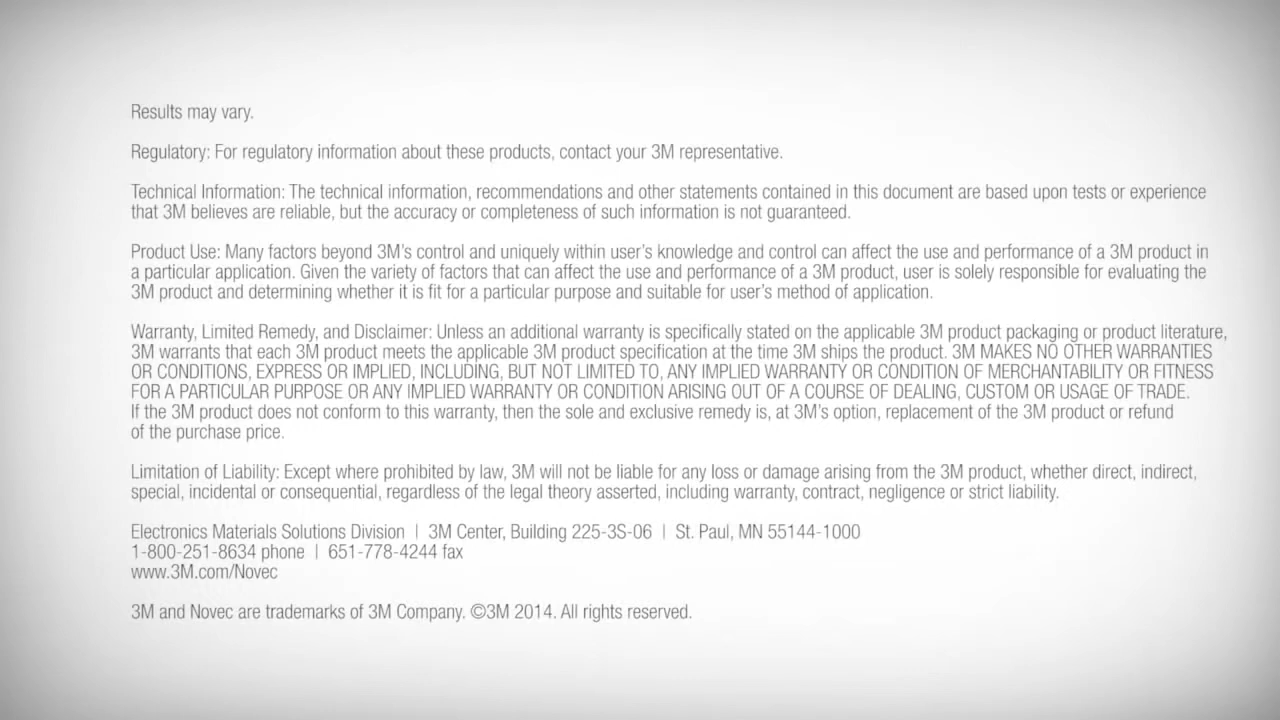 Results may vary.
Regulatory: For regulatory information about these products, contact your 3M representative.
Technical Information: The technical information, recommendations and other statements contained in this document are based upon tests or experience
that 3M believes are reliable, but the accuracy or completeness of such information is not guaranteed.
Product Use: Many factors beyond 3M's control and uniquely within user's knowledge and control can affect the use and performance of a 3M product in
a particular application. Given the variety of factors that can affect the use and performance of a 3M product, user is solely responsible for evaluating the
3M product and determining whether it is fit for a particular purpose and suitable for user's method of application.
Warranty, Limited Remedy, and Disclaimer: Unless an additional warranty is specifically stated on the applicable 3M product packaging or product literature,
3M warrants that each 3M product meets the applicable 3M product specification at the time 3M ships the product. 3M MAKES NO OTHER WARRANTIES
OR CONDITIONS, EXPRESS OR IMPLIED, INCLUDING, BUT NOT LIMITED TO, ANY IMPLIED WARRANTY OR CONDITION OF MERCHANTABILITY OR FITNESS
FOR A PARTICULAR PURPOSE OR ANY IMPLIED WARRANTY OR CONDITION ARISING OUT OF A COURSE OF DEALING, CUSTOM OR USAGE OF TRADE.
If the 3M product does not conform to this warranty, then the sole and exclusive remedy is, at 3M's option, replacement of the 3M product or refund
of the purchase price.
Limitation of Liability: Except where prohibited by law, 3M will not be liable for any loss or damage arising from the 3M product, whether direct, indirect,
special, incidental or consequential, regardless of the legal theory asserted, including warranty, contract, negligence or strict liability.
Electronics Materials Solutions Division | 3M Center, Building 225-3S-06 | St. Paul, MN 55144-1000
1-800-251-8634 phone | 651-778-4244 fax
www.3M.com/Novec
3M and Novec are trademarks of 3M Company. ©3M 2014. All rights reserved.